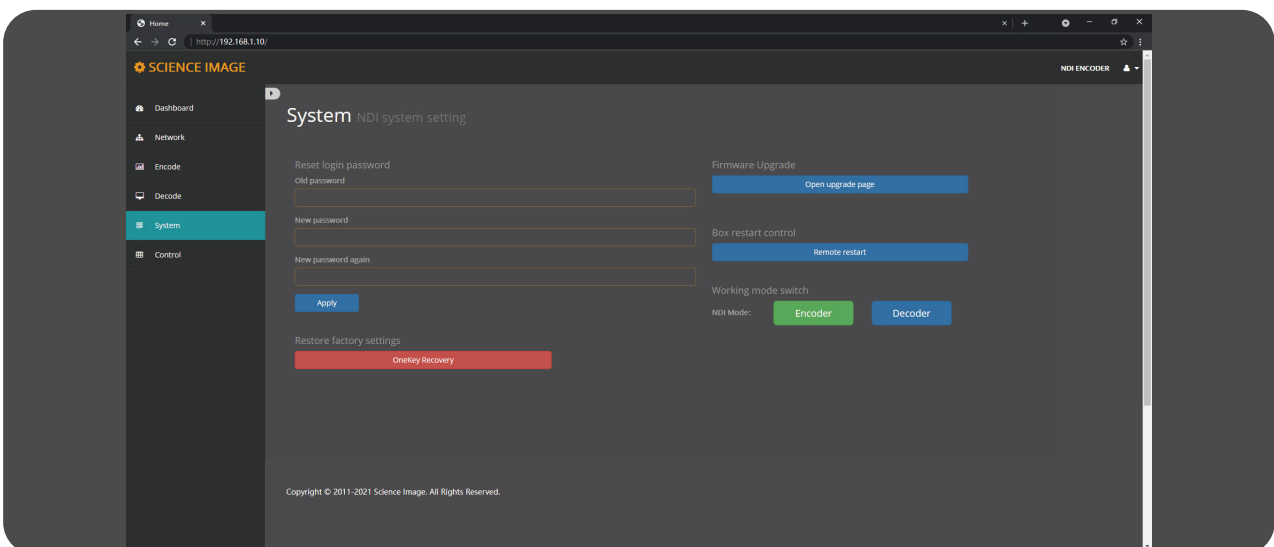 Home
http://192.168.1.10/
SCIENCE IMAGE
NDI ENCODER
Dashboard
Network
Encode
Decode
System
Control
System NDI system setting
Reset login password
Old password
New password
New password again
Apply
Restore factory settings
OneKey Recovery
Firmware Upgrade
Open upgrade page
Box restart control
Remote restart
Working mode switch
NDI Mode: Encoder Decoder
Copyright © 2011-2021 Science Image. All Rights Reserved.